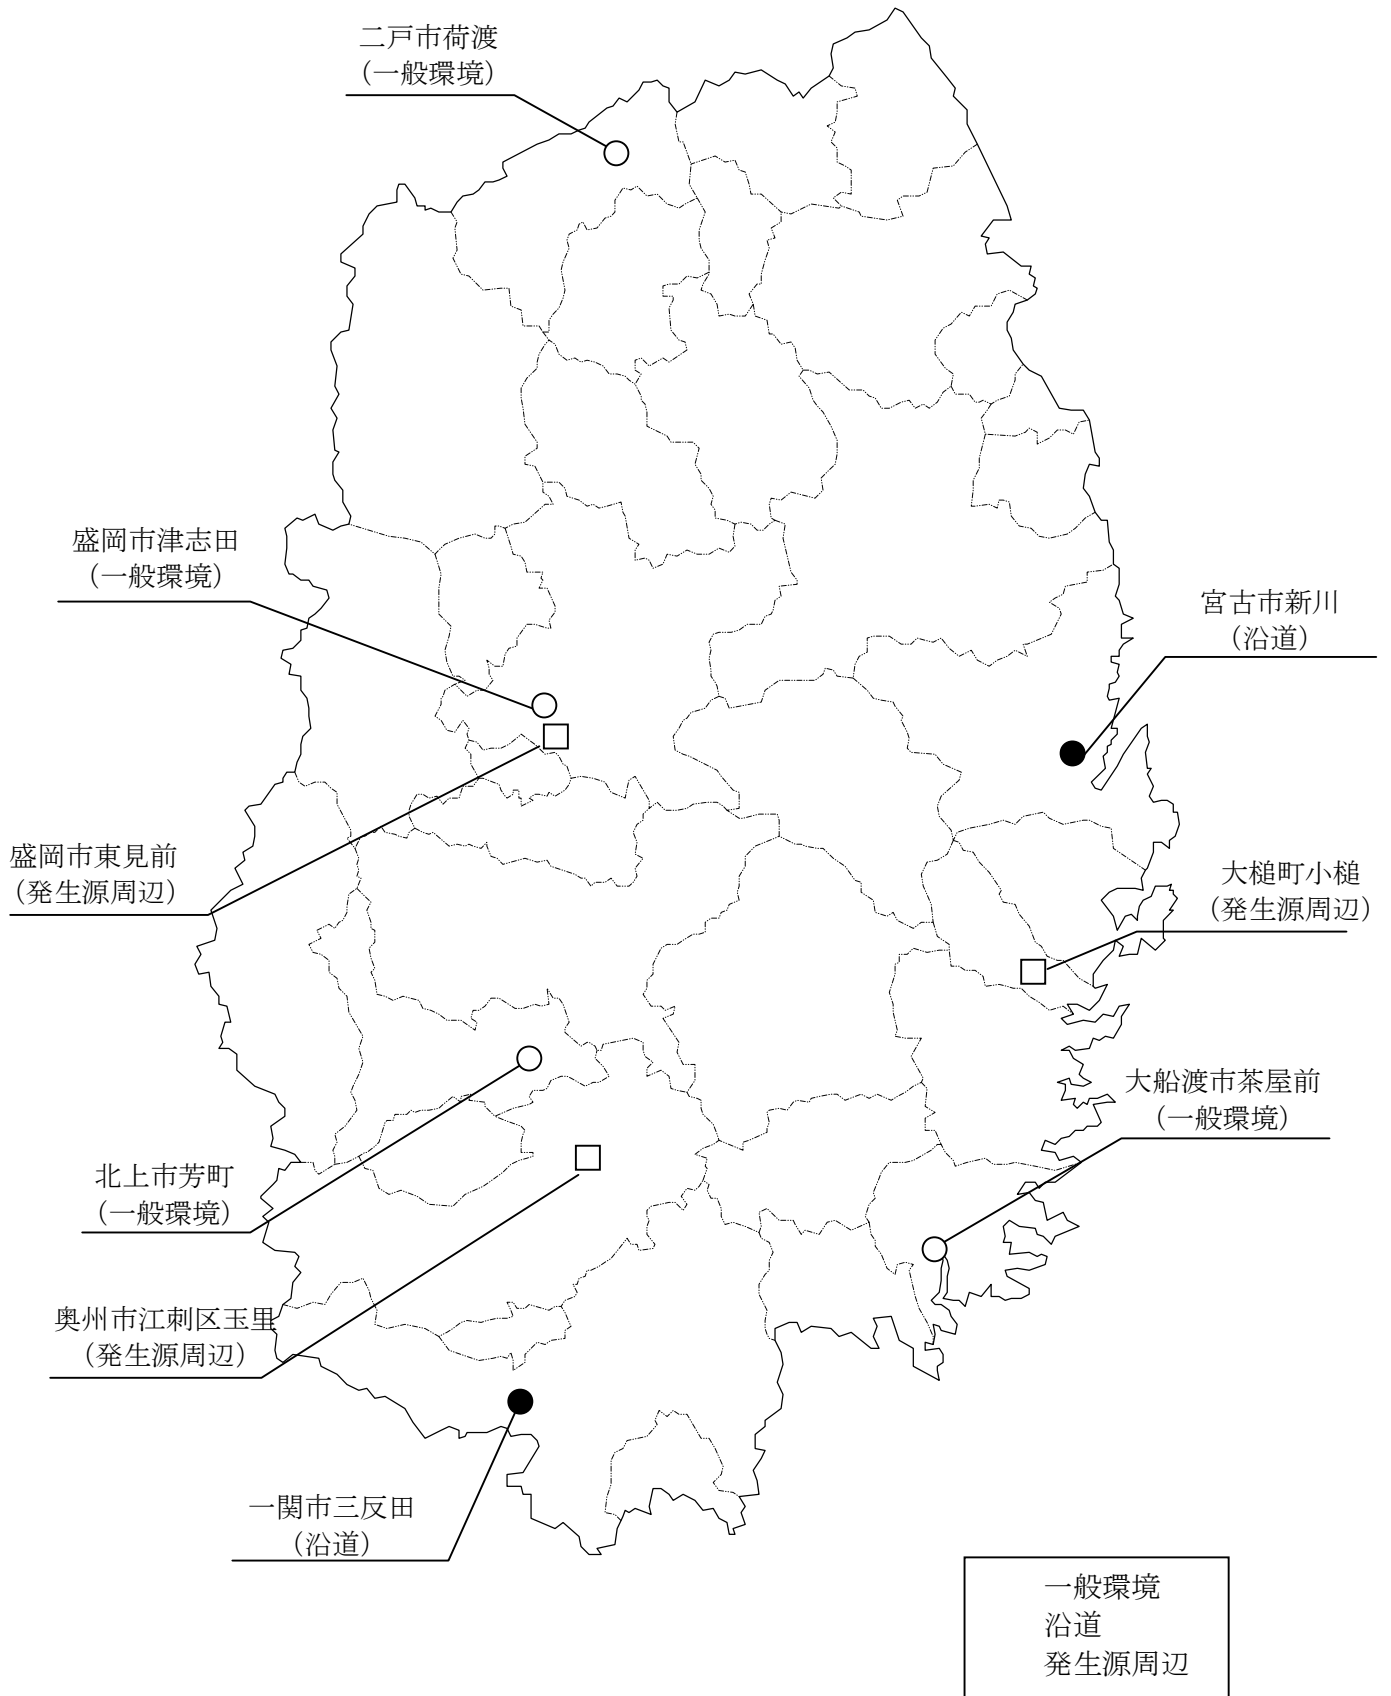 二戸市荷渡
（一般環境）
盛岡市津志田
（一般環境）
宮古市新川
（沿道）
盛岡市東見前
（発生源周辺）
大槌町小槌
（発生源周辺）
大船渡市茶屋前
（一般環境）
北上市芳町
（一般環境）
奥州市江刺区玉里
（発生源周辺）
一関市三反田
（沿道）
一般環境
沿道
発生源周辺